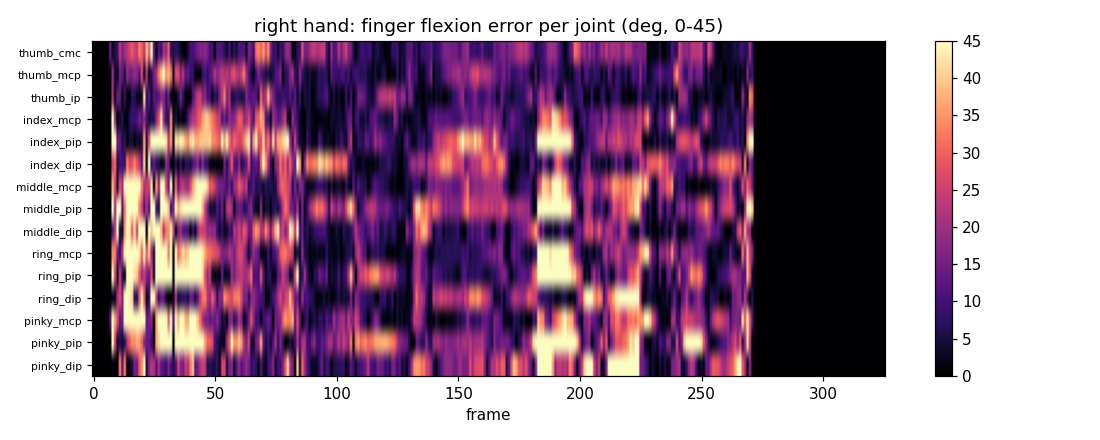 right hand: finger flexion error per joint (deg, 0-45)
thumb_cmc
thumb_mcp
thumb_ip
index_mcp
index_pip
index_dip
middle_mcp
middle_pip
middle_dip
ring_mcp
ring_pip
ring_dip
pinky_mcp
pinky_pip
pinky_dip
0 50 100 150 200 250 300
frame
45
40
35
30
25
20
15
10
5
0